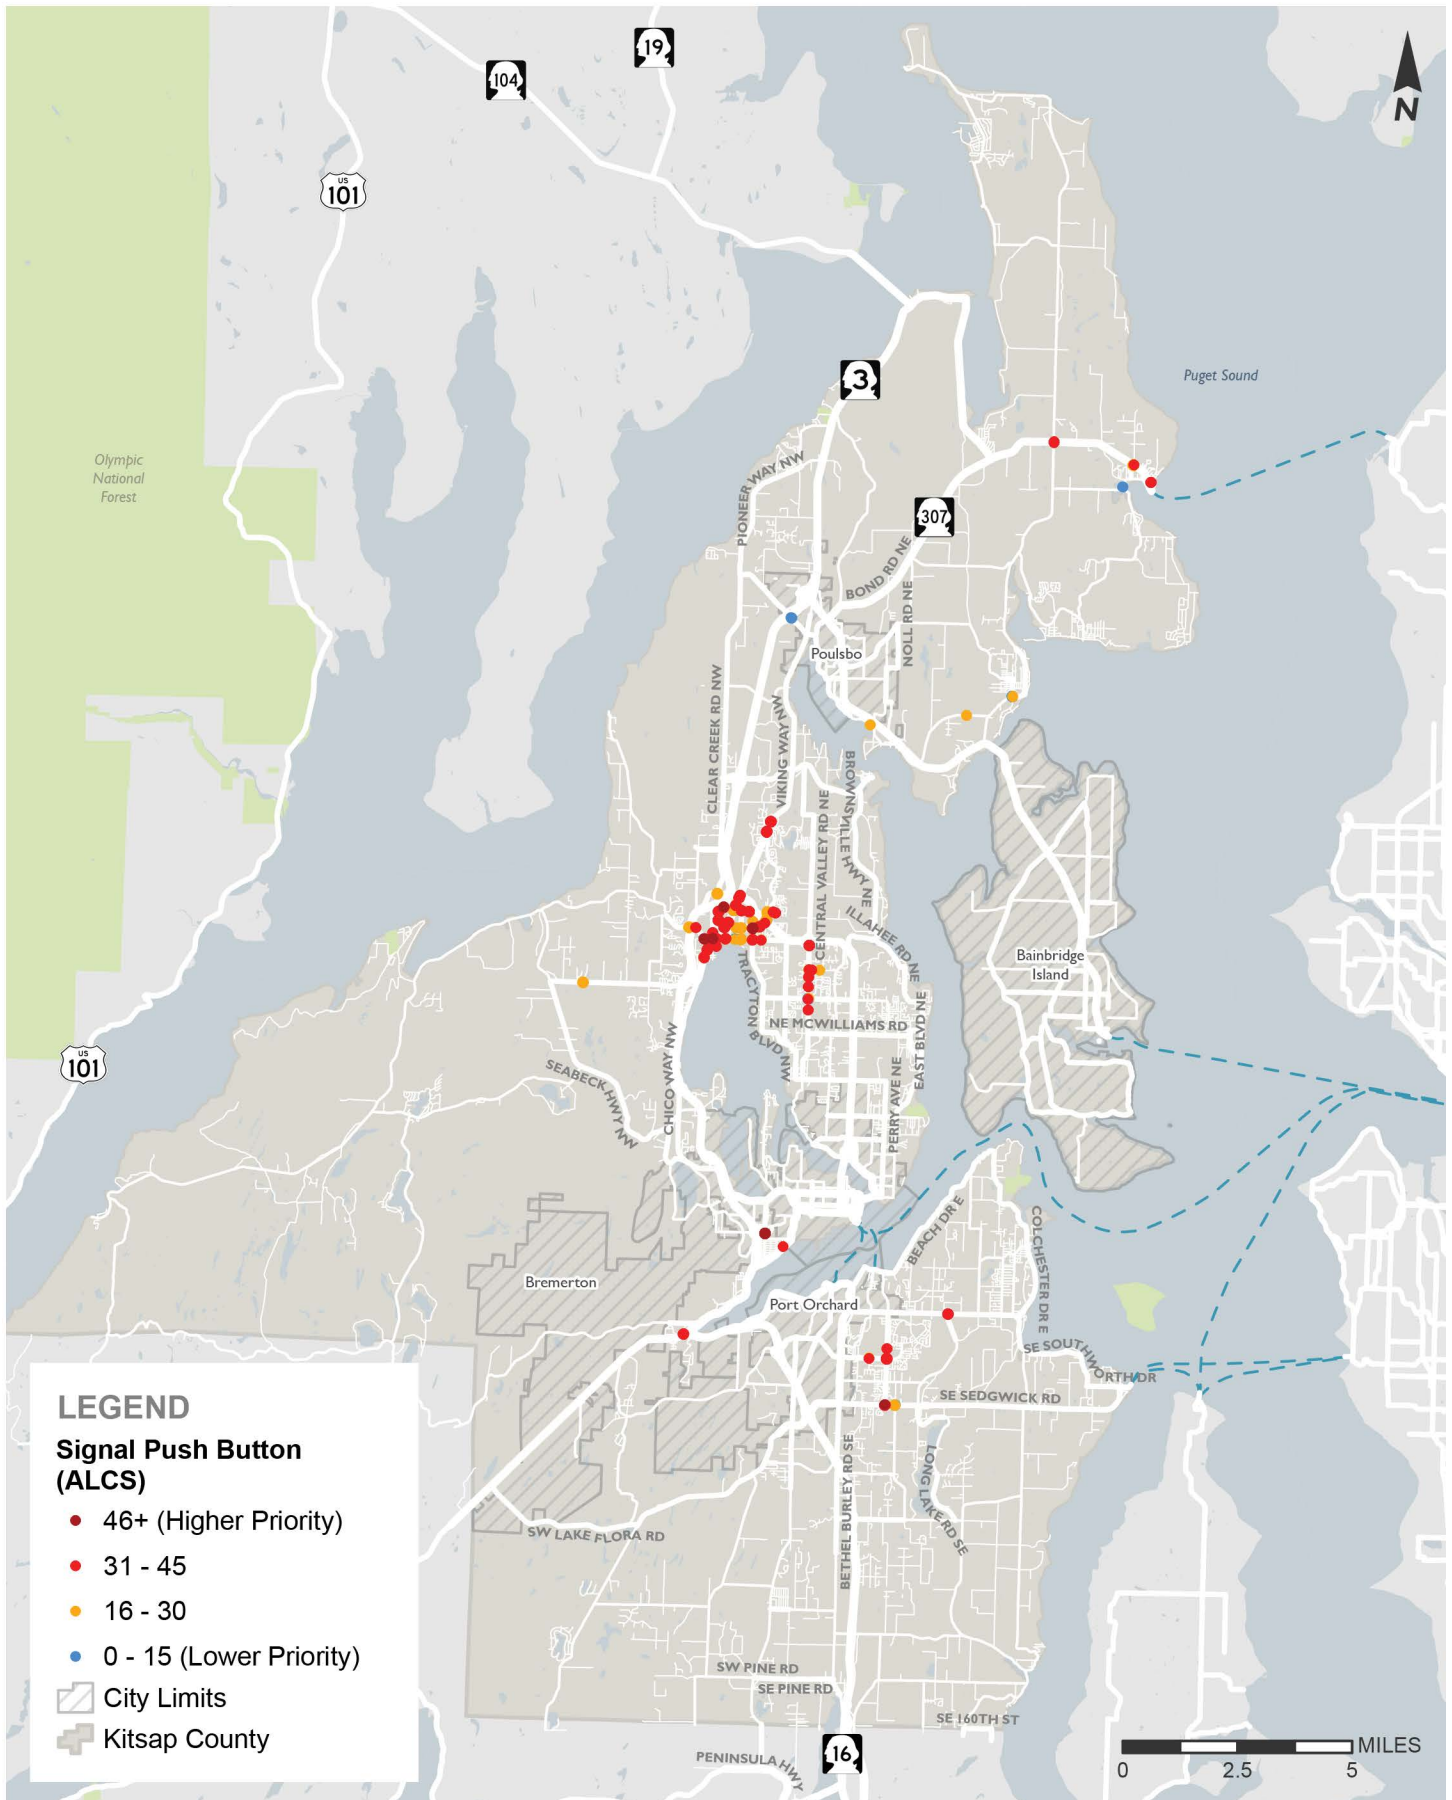 19
104
N
US
101
3
Puget Sound
Olympic
National
Forest
PIONEER WAY NW
307
BOND RD NE
NOLL RD NE
Poulsbo
CLEAR CREEK RD NW
VIKING WAY NW
BROWNSVILLE HWY NE
CENTRAL VALLEY RD NE
ILLAHEE RD NE
Bainbridge
Island
TRACYTON BLVD NW
NE MCWILLIAMS RD
EAST BLVD NE
US
101
SEABECK HWY NW
CHICO WAY NW
PERRY AVE NE
BEACH DR E
COLCHESTER DR E
Bremerton
Port Orchard
SE SOUTHWORTH DR
SE SEDGWICK RD
LEGEND
Signal Push Button
(ALCS)
46+ (Higher Priority)
31 - 45
16 - 30
0 - 15 (Lower Priority)
City Limits
Kitsap County
BETHEL BURLEY RD SE
LONG LAKE RD SE
SW LAKE FLORA RD
SW PINE RD
SE PINE RD
SE 160TH ST
PENINSULA HWY
16
MILES
0 2.5 5